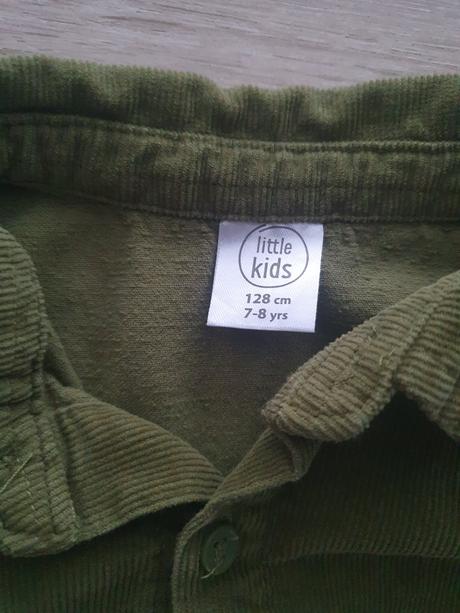 little
kids
128 cm
7-8 yrs